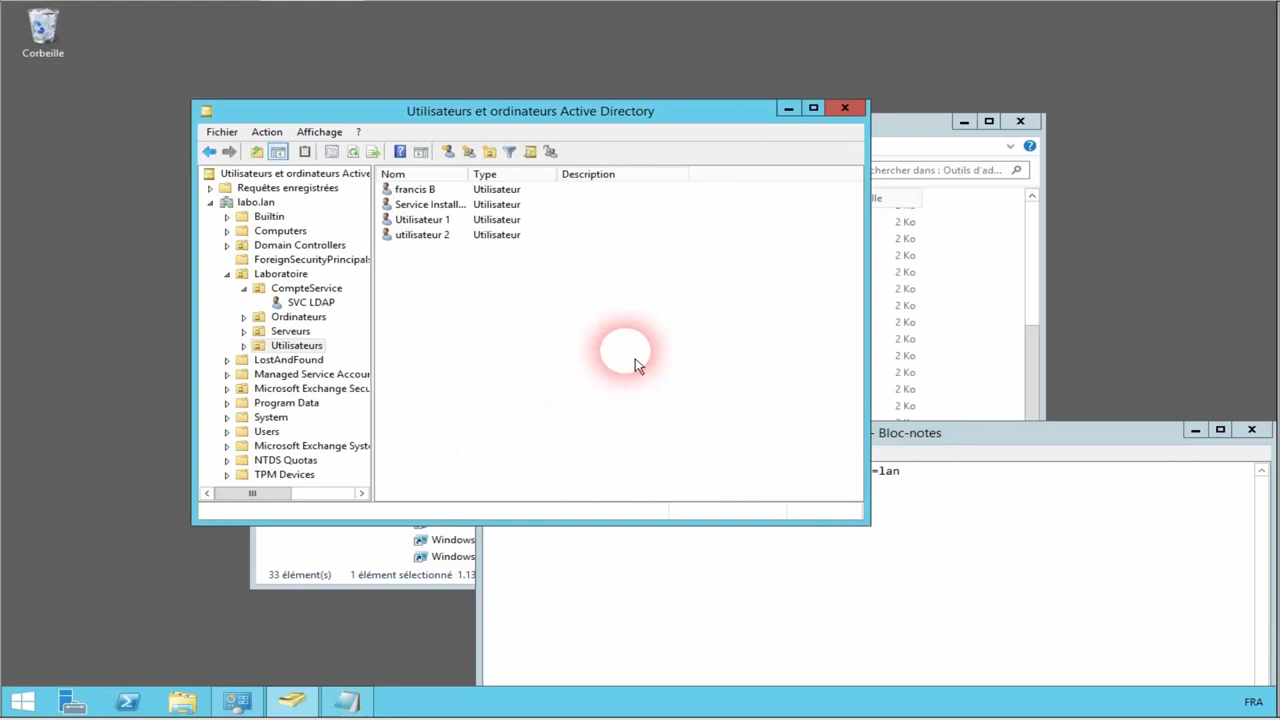 Corbeille
Utilisateurs et ordinateurs Active Directory
Fichier Action Affichage ?
Utilisateurs et ordinateurs Active
Requêtes enregistrées
labo.lan
Builtin
Computers
Domain Controllers
ForeignSecurityPrincipals
Laboratoire
CompteService
SVC LDAP
Ordinateurs
Serveurs
Utilisateurs
LostAndFound
Managed Service Accoun
Microsoft Exchange Secu
Program Data
System
Users
Microsoft Exchange Syst
NTDS Quotas
TPM Devices
Nom Type Description
francis B Utilisateur
Service Install... Utilisateur
Utilisateur 1 Utilisateur
utilisateur 2 Utilisateur
chercher dans : Outils d'ad...
lle
2 Ko
2 Ko
2 Ko
2 Ko
2 Ko
2 Ko
2 Ko
2 Ko
2 Ko
2 Ko
2 Ko
2 Ko
- Bloc-notes
=lan
Windows
Windows
33 élément(s) 1 élément sélectionné 1.13
FRA